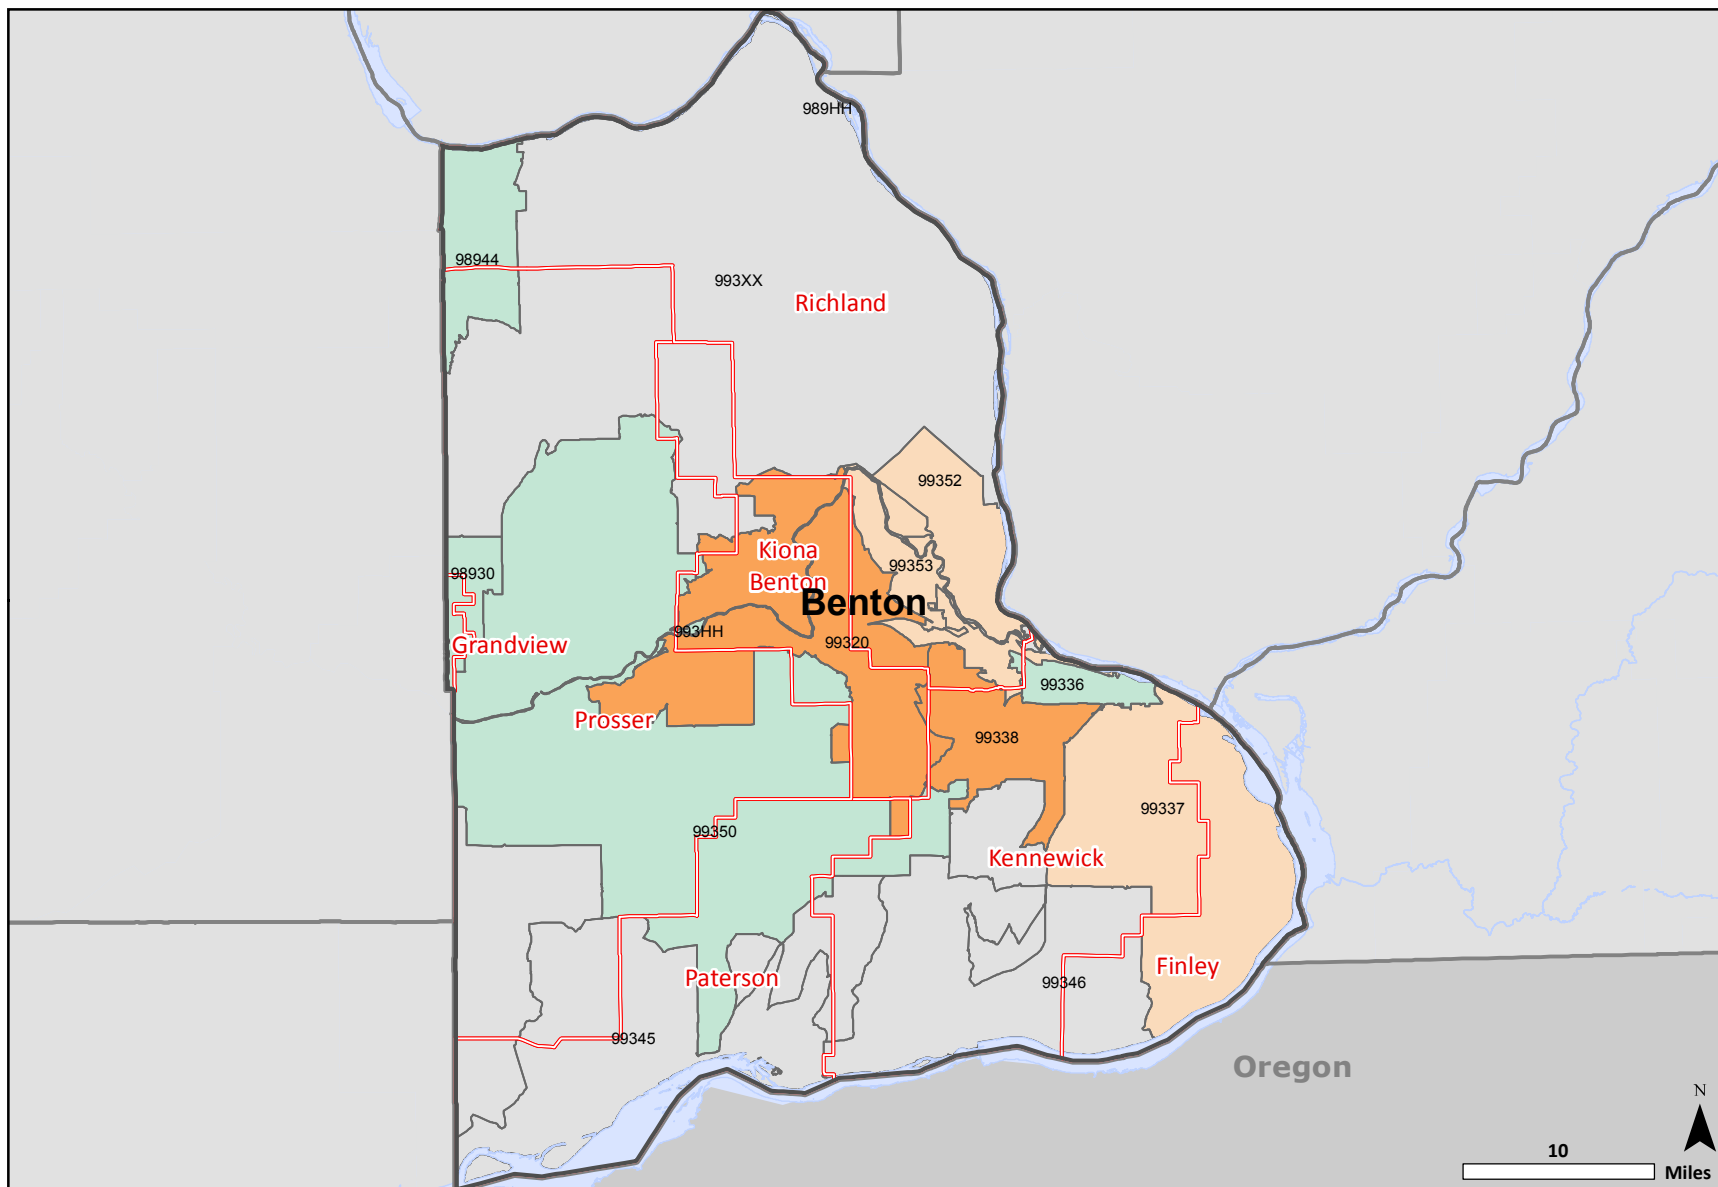 989HH
98944
993XX
Richland
99352
Kiona
Benton
99353
98930
Benton
993HH
Grandview
99320
99336
Prosser
99338
99337
99350
Kennewick
Finley
Paterson
99346
99345
Oregon
N
10
Miles